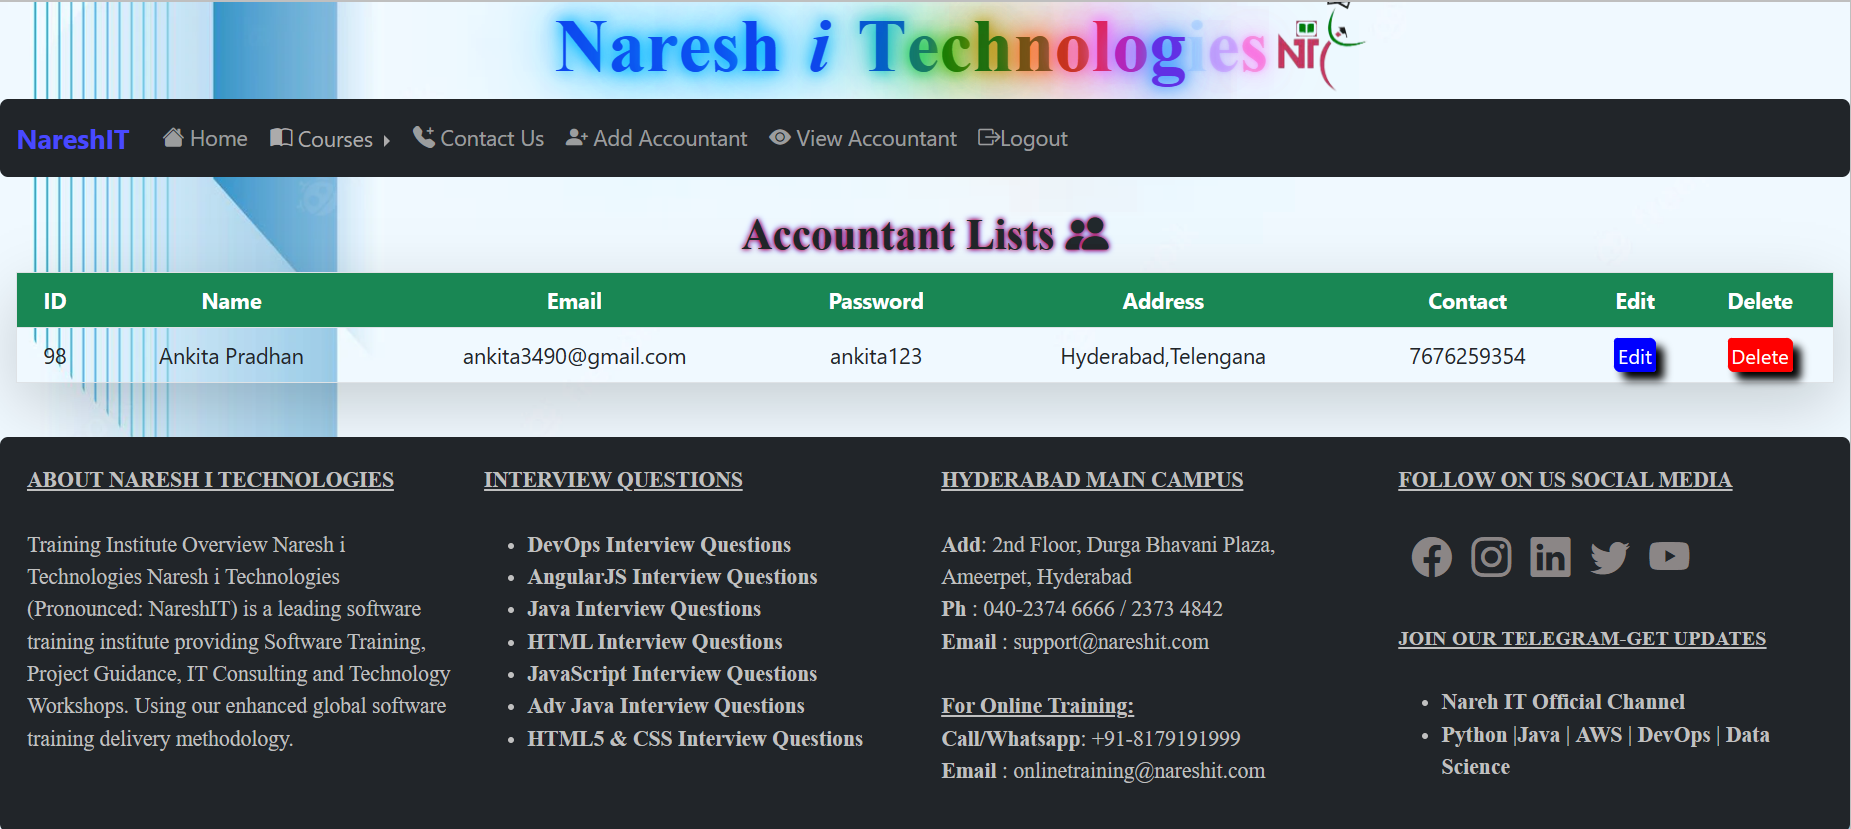 Naresh i Technologies NT
NareshIT Home Courses Contact Us Add Accountant View Accountant Logout
Accountant Lists
ID Name Email Password Address Contact Edit Delete
98 Ankita Pradhan ankita3490@gmail.com ankita123 Hyderabad,Telengana 7676259354 Edit Delete
ABOUT NARESH I TECHNOLOGIES
Training Institute Overview Naresh i
Technologies Naresh i Technologies
(Pronounced: NareshIT) is a leading software
training institute providing Software Training,
Project Guidance, IT Consulting and Technology
Workshops. Using our enhanced global software
training delivery methodology.
INTERVIEW QUESTIONS
• DevOps Interview Questions
• AngularJS Interview Questions
• Java Interview Questions
• HTML Interview Questions
• JavaScript Interview Questions
• Adv Java Interview Questions
• HTML5 & CSS Interview Questions
HYDERABAD MAIN CAMPUS
Add: 2nd Floor, Durga Bhavani Plaza,
Ameerpet, Hyderabad
Ph : 040-2374 6666 / 2373 4842
Email : support@nareshit.com
For Online Training:
Call/Whatsapp: +91-8179191999
Email : onlinetraining@nareshit.com
FOLLOW ON US SOCIAL MEDIA
JOIN OUR TELEGRAM-GET UPDATES
• Nareh IT Official Channel
• Python |Java | AWS | DevOps | Data
Science